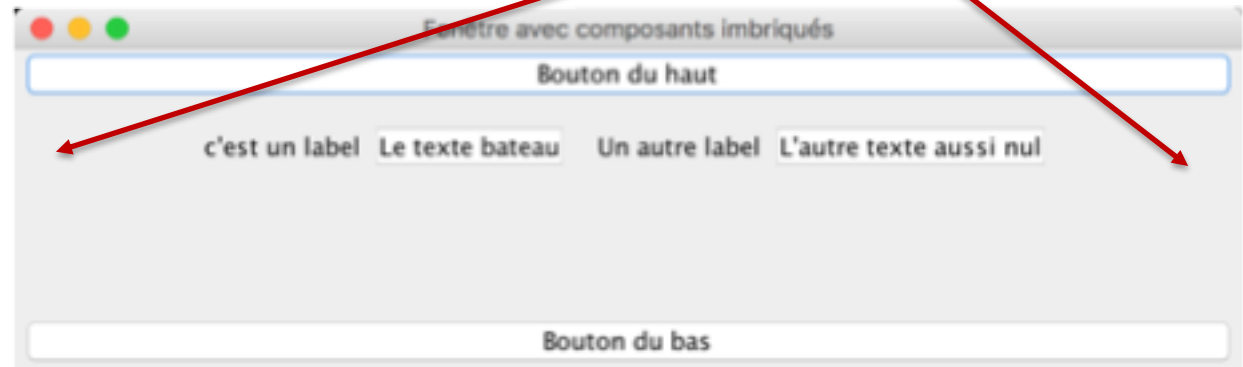 Fenêtre avec composants imbriqués
Bouton du haut
c'est un label Le texte bateau Un autre label L'autre texte aussi nul
Bouton du bas